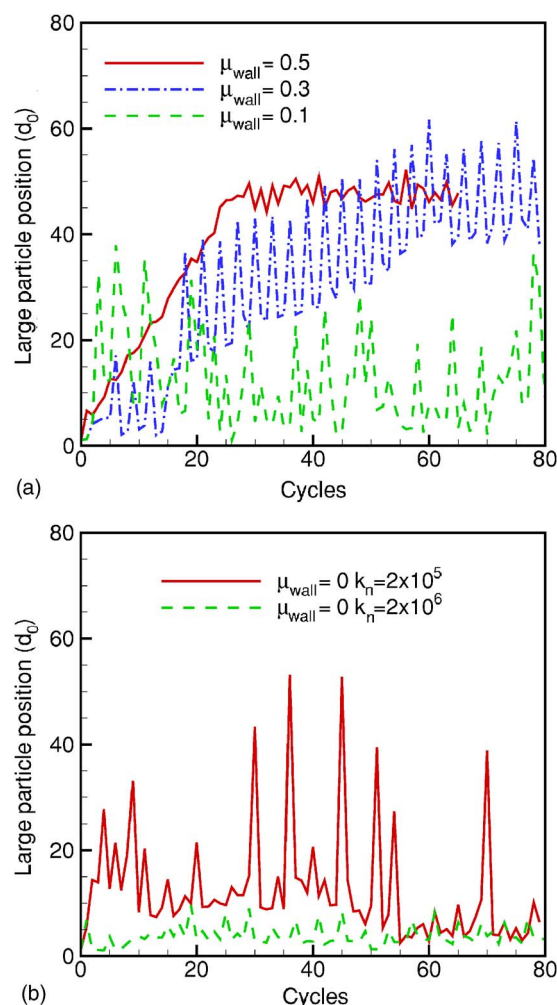 80
60
40
20
0
Large particle position (d₀)
μwall = 0.5
μwall = 0.3
μwall = 0.1
0 20 40 60 80
(a)
Cycles
80
60
40
20
0
Large particle position (d₀)
μwall = 0 kn=2x10⁵
μwall = 0 kn=2x10⁶
0 20 40 60 80
(b)
Cycles